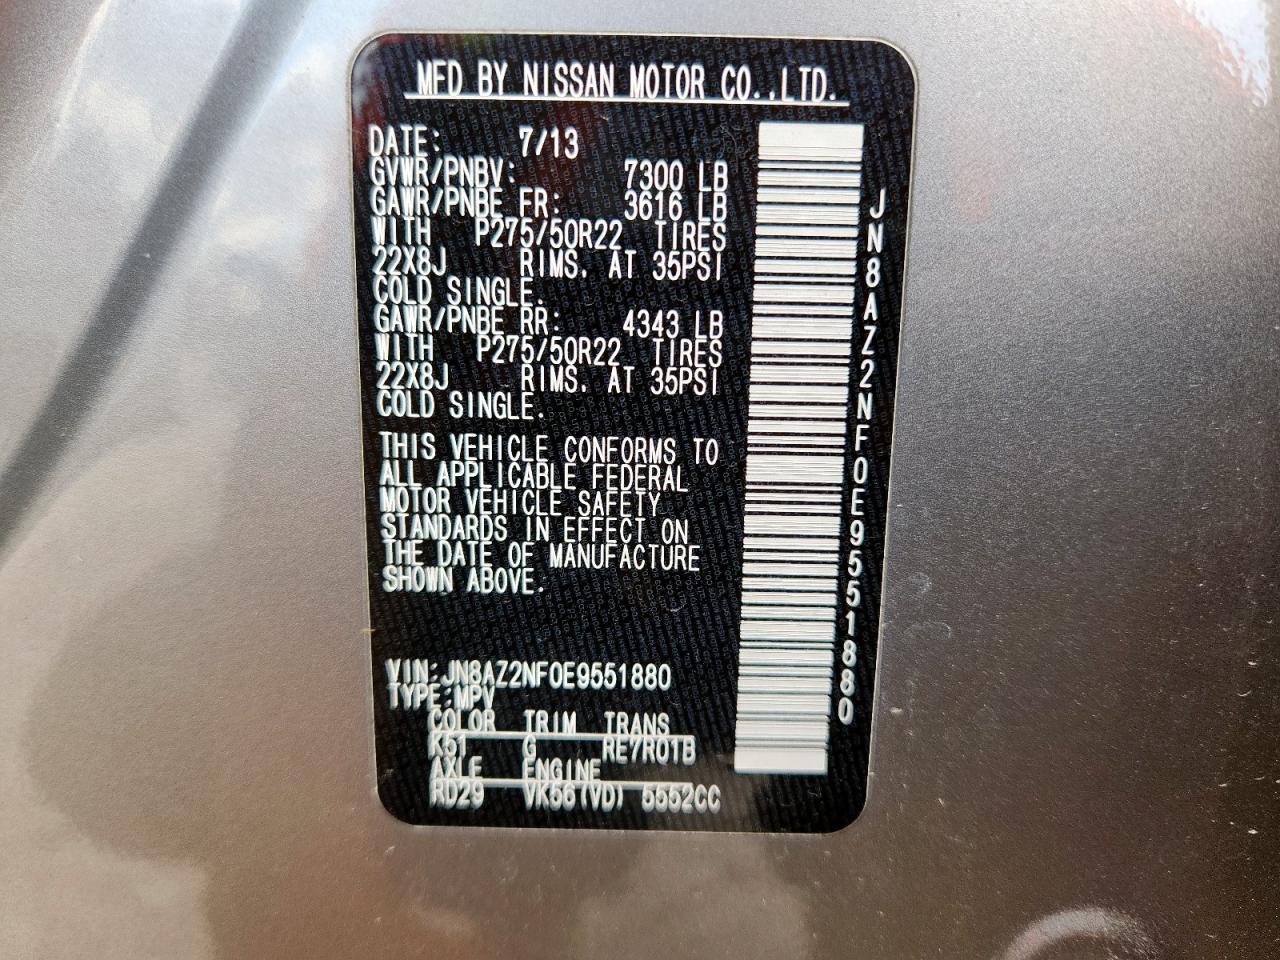 MFD BY NISSAN MOTOR CO.,LTD.
DATE: 7/13
GVWR/PNBV: 7300 LB
GAWR/PNBE FR: 3616 LB
WITH P275/50R22 TIRES
22X8J RIMS. AT 35PSI
COLD SINGLE.
GAWR/PNBE RR: 4343 LB
WITH P275/50R22 TIRES
22X8J RIMS. AT 35PSI
COLD SINGLE.
THIS VEHICLE CONFORMS TO
ALL APPLICABLE FEDERAL
MOTOR VEHICLE SAFETY
STANDARDS IN EFFECT ON
THE DATE OF MANUFACTURE
SHOWN ABOVE.
VIN:JN8AZ2NF0E9551880
TYPE:MPV
COLOR TRIM TRANS
K51 G RE7R01B
AXLE ENGINE
RD29 VK56(VD) 5552CC
JN8AZ2NF0E9551880